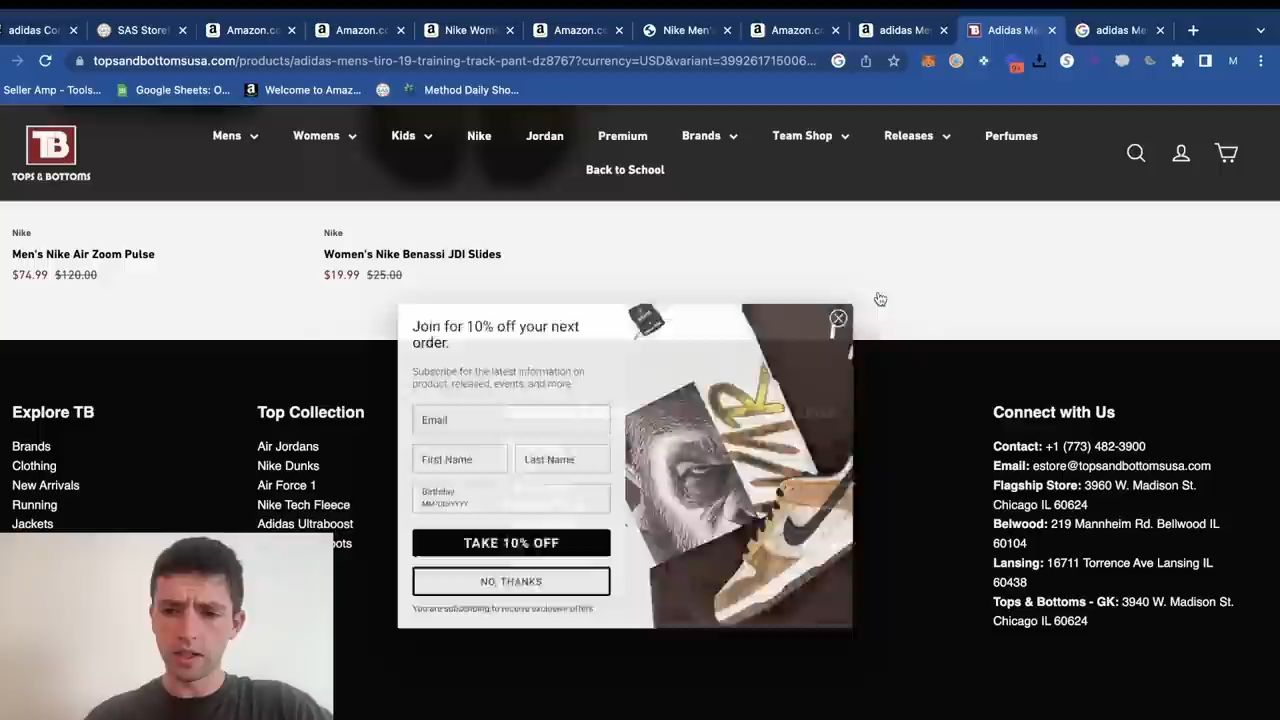 adidas Co
SAS Store
Amazon.c
Amazon.c
Nike Wom
Amazon.c
Nike Men'
Amazon.c
adidas Me
Adidas Me
adidas Me
topsandbottomsusa.com/products/adidas-mens-tiro-19-training-track-pant-dz8767?currency=USD&variant=399261715006...
9+
M
Seller Amp - Tools...
Google Sheets: O...
Welcome to Amaz...
Method Daily Sho...
TB
TOPS & BOTTOMS
Mens
Womens
Kids
Nike
Jordan
Premium
Brands
Team Shop
Releases
Perfumes
Back to School
Nike
Men's Nike Air Zoom Pulse
$74.99 $120.00
Nike
Women's Nike Benassi JDI Slides
$19.99 $25.00
Join for 10% off your next
order.
Subscribe for the latest information on
product, released, events, and more
Email
First Name
Last Name
Birthday
MM/DD/YYYY
TAKE 10% OFF
NO, THANKS
You are subscribing to receive exclusive offers
Explore TB
Brands
Clothing
New Arrivals
Running
Jackets
Top Collection
Air Jordans
Nike Dunks
Air Force 1
Nike Tech Fleece
Adidas Ultraboost
Connect with Us
Contact: +1 (773) 482-3900
Email: estore@topsandbottomsusa.com
Flagship Store: 3960 W. Madison St.
Chicago IL 60624
Belwood: 219 Mannheim Rd. Bellwood IL
60104
Lansing: 16711 Torrence Ave Lansing IL
60438
Tops & Bottoms - GK: 3940 W. Madison St.
Chicago IL 60624